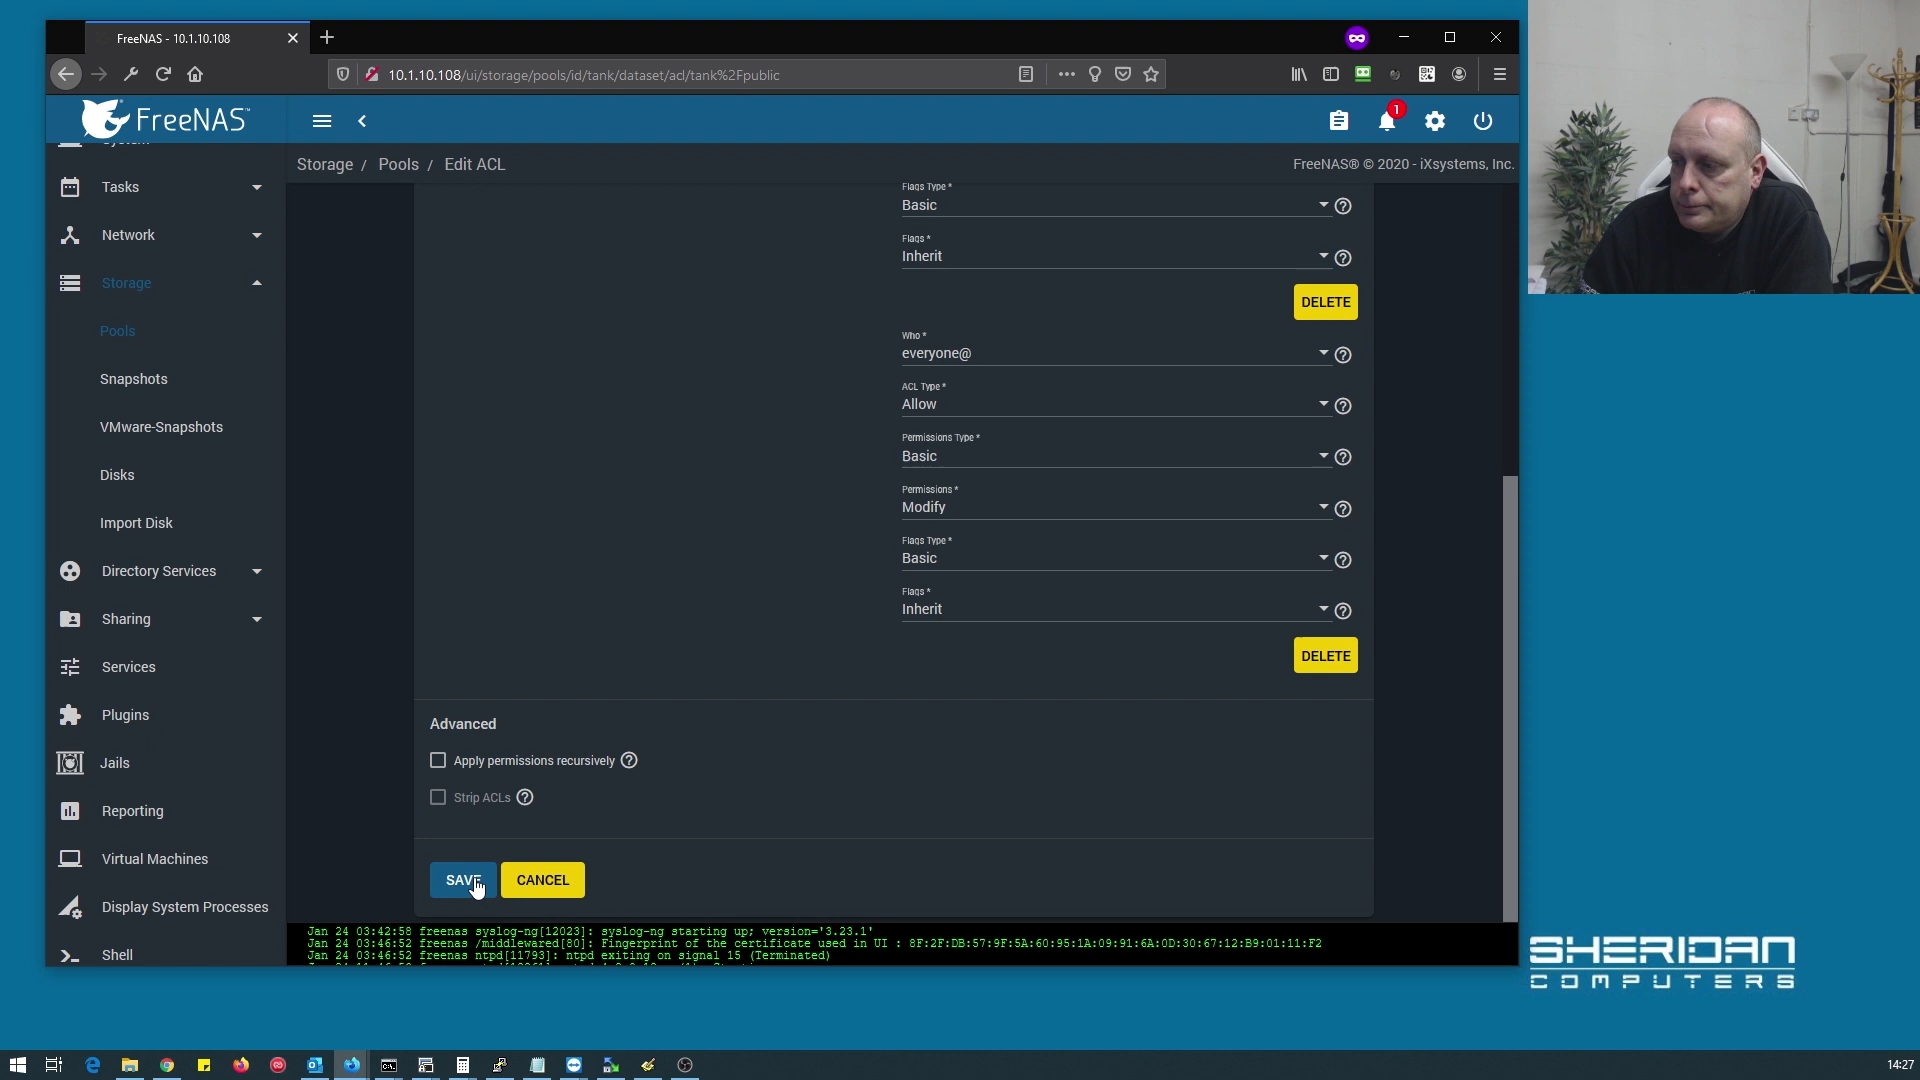 FreeNAS - 10.1.10.108
10.1.10.108/ui/storage/pools/id/tank/dataset/acl/tank%2Fpublic
FreeNAS™
1
Storage / Pools / Edit ACL
FreeNAS® © 2020 - iXsystems, Inc.
System
Tasks
Network
Storage
Pools
Snapshots
VMware-Snapshots
Disks
Import Disk
Directory Services
Sharing
Services
Plugins
Jails
Reporting
Virtual Machines
Display System Processes
Shell
Flags Type *
Basic
Flags *
Inherit
DELETE
Who *
everyone@
ACL Type *
Allow
Permissions Type *
Basic
Permissions *
Modify
Flags Type *
Basic
Flags *
Inherit
DELETE
Advanced
Apply permissions recursively
Strip ACLs
SAVE
CANCEL
Jan 24 03:42:58 freenas syslog-ng[12023]: syslog-ng starting up; version='3.23.1'
Jan 24 03:46:52 freenas /middlewared[80]: Fingerprint of the certificate used in UI : 8F:2F:DB:57:9F:5A:60:95:1A:09:91:6A:0D:30:67:12:B9:01:11:F2
Jan 24 03:46:52 freenas ntpd[11793]: ntpd exiting on signal 15 (Terminated)
SHERIDAN
COMPUTERS
14:27